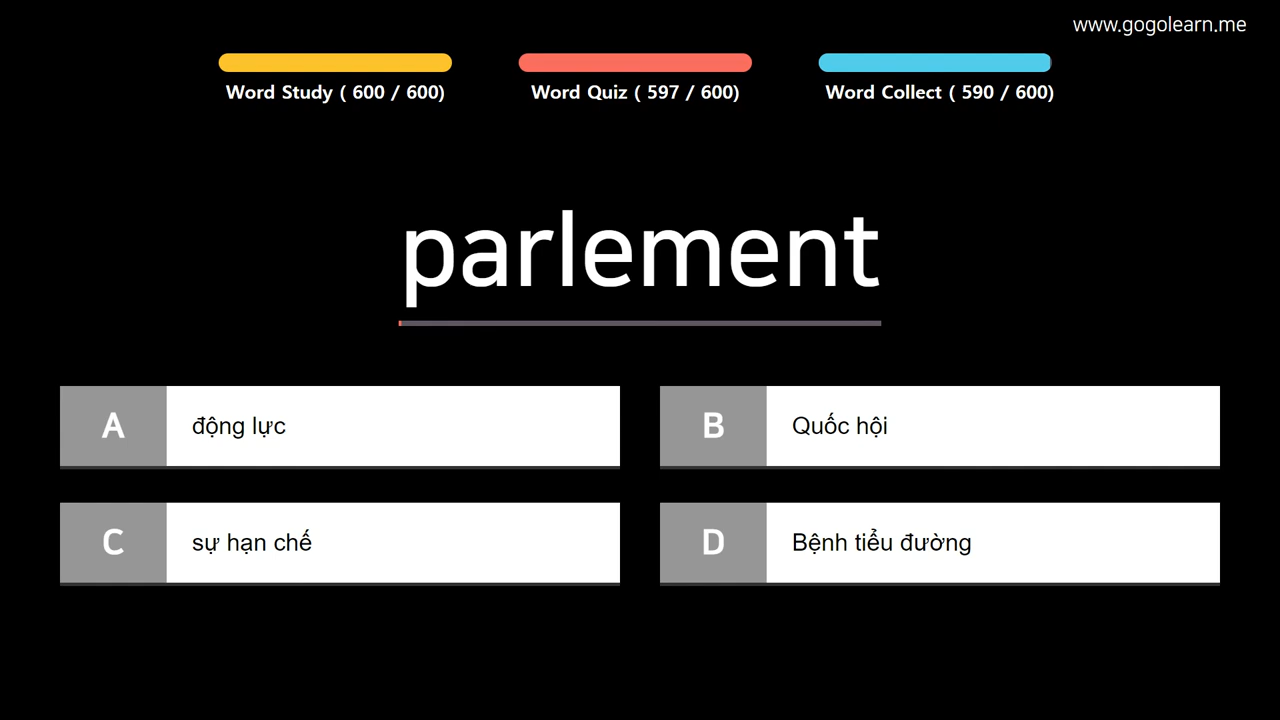 www.gogolearn.me
Word Study ( 600 / 600)
Word Quiz ( 597 / 600)
Word Collect ( 590 / 600)
parlement
A
động lực
B
Quốc hội
C
sự hạn chế
D
Bệnh tiểu đường